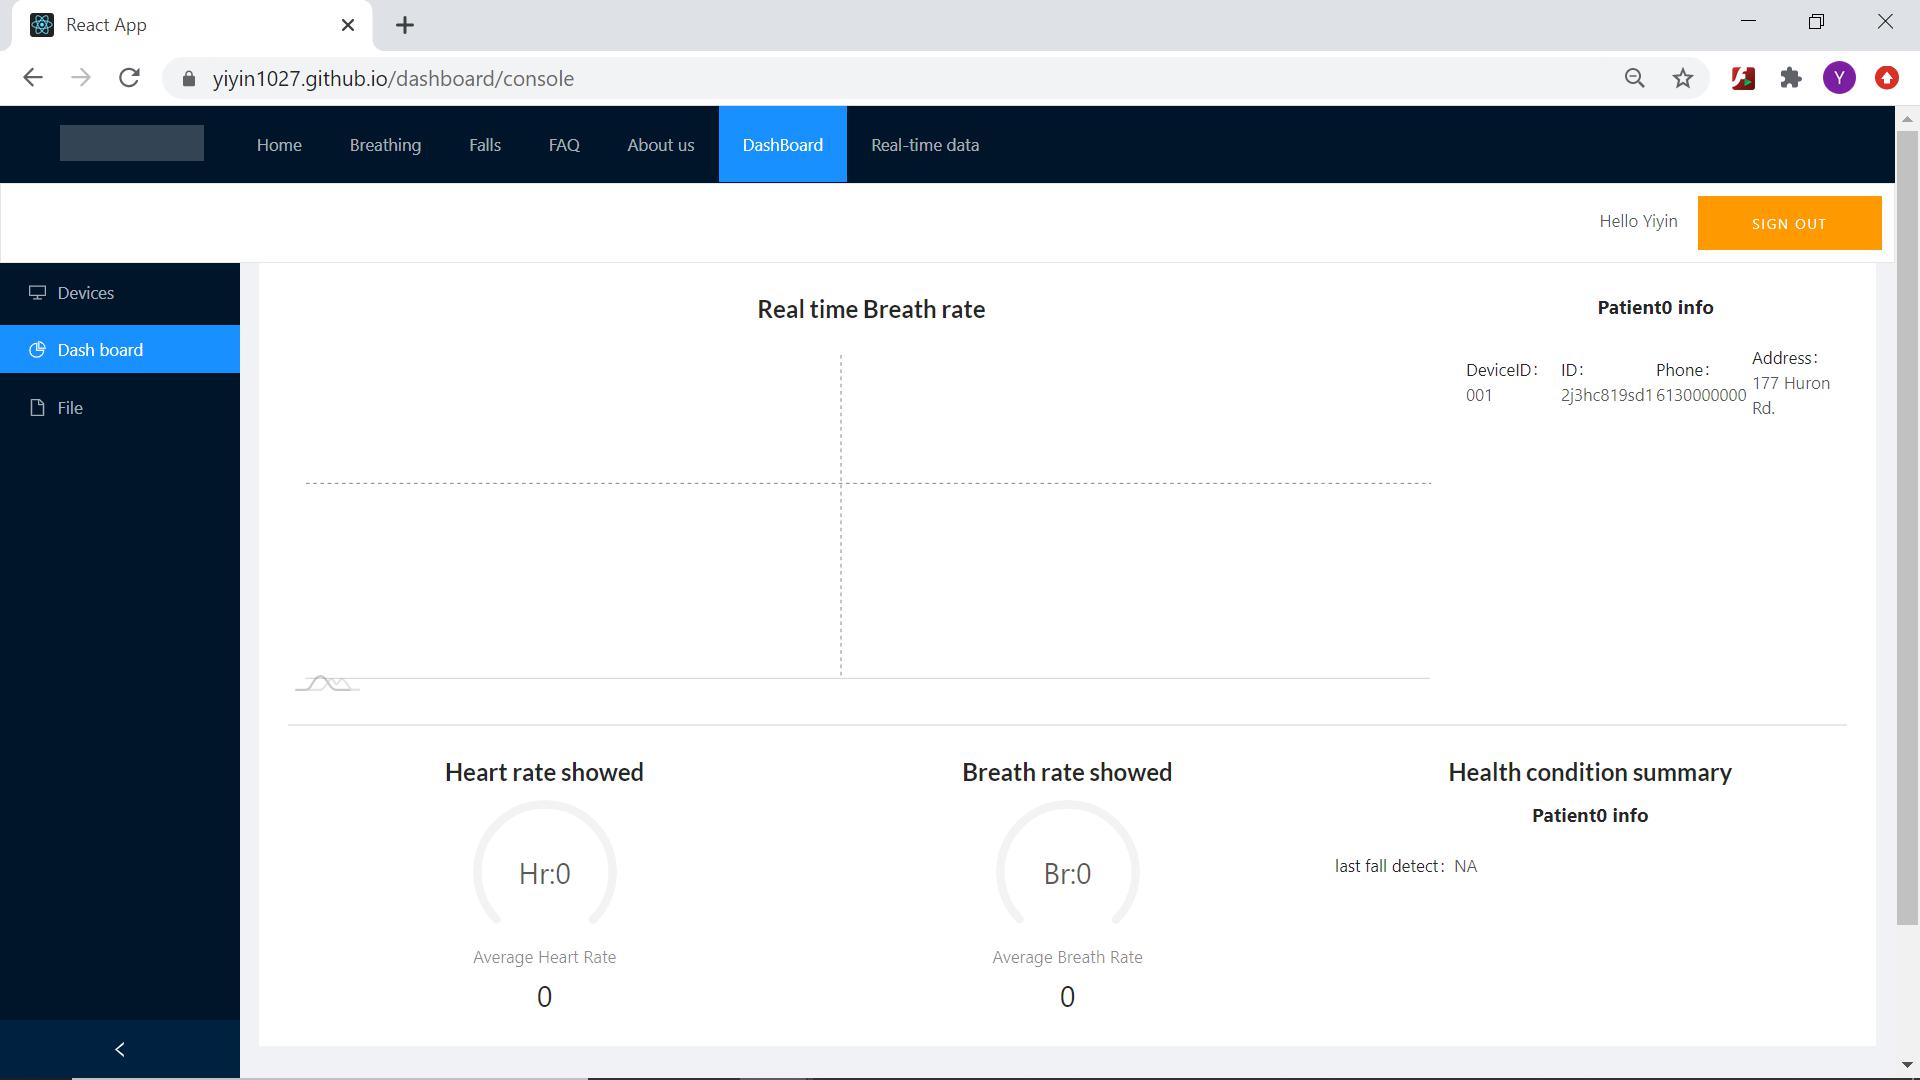 React App
yiyin1027.github.io/dashboard/console
Y
Home Breathing Falls FAQ About us DashBoard Real-time data
Hello Yiyin SIGN OUT
Devices
Dash board
File
Real time Breath rate
Patient0 info
DeviceID:
001
ID:
2j3hc819sd1
Phone:
6130000000
Address:
177 Huron
Rd.
Heart rate showed
Hr:0
Average Heart Rate
0
Breath rate showed
Br:0
Average Breath Rate
0
Health condition summary
Patient0 info
last fall detect: NA